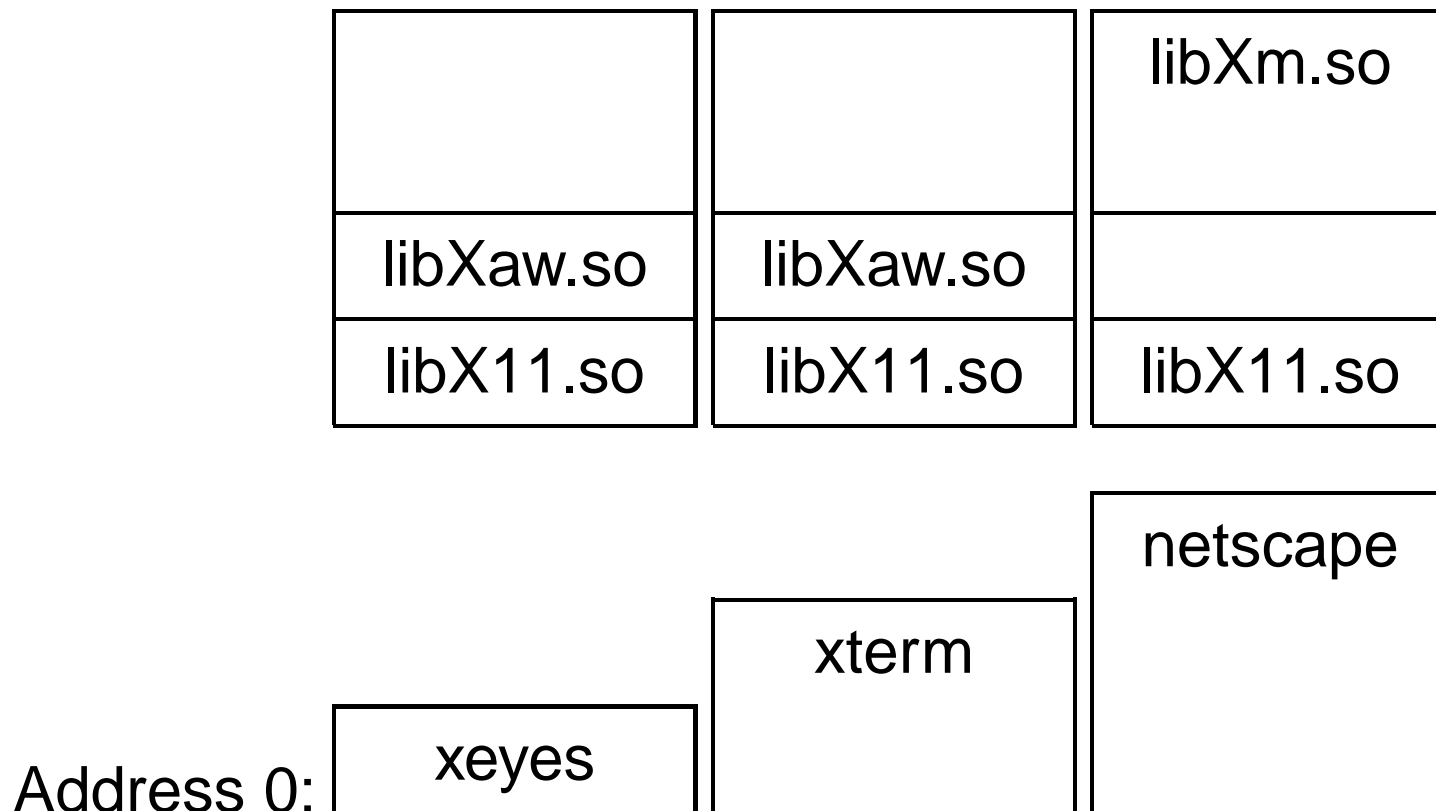 libXm.so
libXaw.so libXaw.so
libX11.so libX11.so libX11.so
netscape
xterm
xeyes
Address 0: